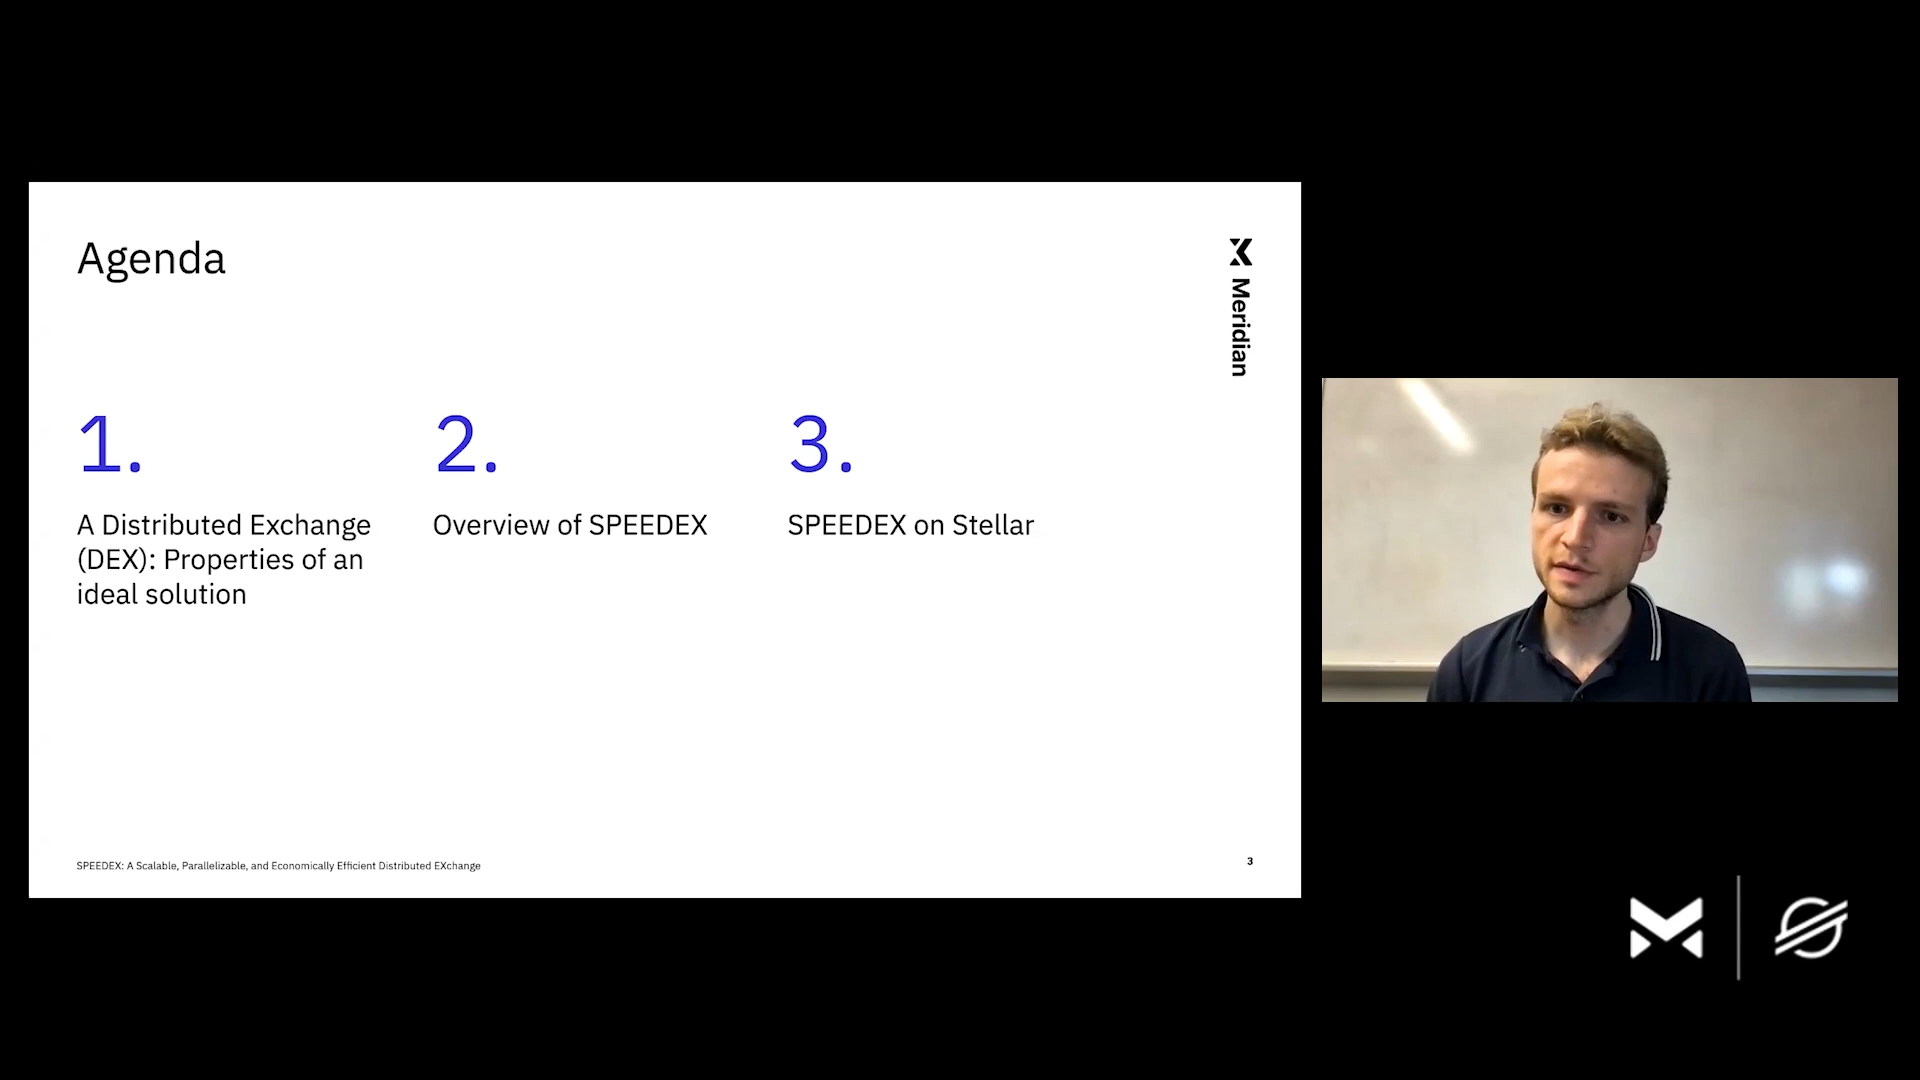 Agenda
Meridian
1.
A Distributed Exchange
(DEX): Properties of an
ideal solution
2.
Overview of SPEEDEX
3.
SPEEDEX on Stellar
SPEEDEX: A Scalable, Parallelizable, and Economically Efficient Distributed EXchange
3